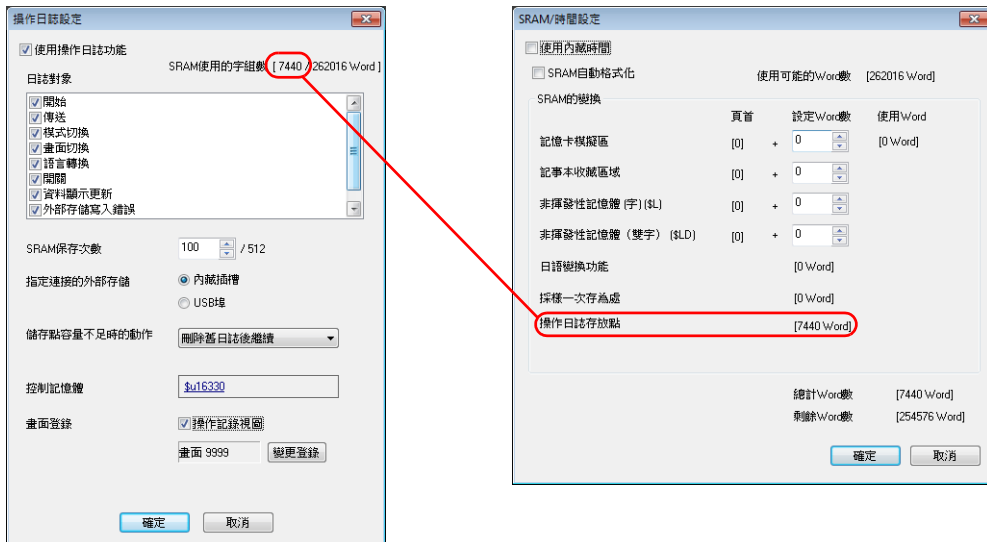 操作日誌設定
使用操作日誌功能
SRAM使用的字組數 [ 7440 / 262016 Word ]
日誌對象
開始
傳送
模式切換
畫面切換
語言轉換
開關
資料顯示更新
外部存儲寫入錯誤
SRAM保存次數 100 / 512
指定連接的外部存儲 內藏插槽
USB埠
儲存點容量不足時的動作 刪除舊日誌後繼續
控制記憶體 $u16330
畫面登錄 操作記錄視圖
畫面 9999 變更登錄
確定 取消
SRAM/時間設定
使用內藏時間
SRAM自動格式化 使用可能的Word數 [262016 Word]
SRAM的變換
頁首 設定Word數 使用Word
記憶卡模擬區 [0] + 0 [0 Word]
記事本收藏區域 [0] + 0
非揮發性記憶體 (字) ($L) [0] + 0
非揮發性記憶體（雙字） ($LD) [0] + 0
日語變換功能 [0 Word]
採樣一次存為處 [0 Word]
操作日誌存放點 [7440 Word]
總計Word數 [7440 Word]
剩餘Word數 [254576 Word]
確定 取消